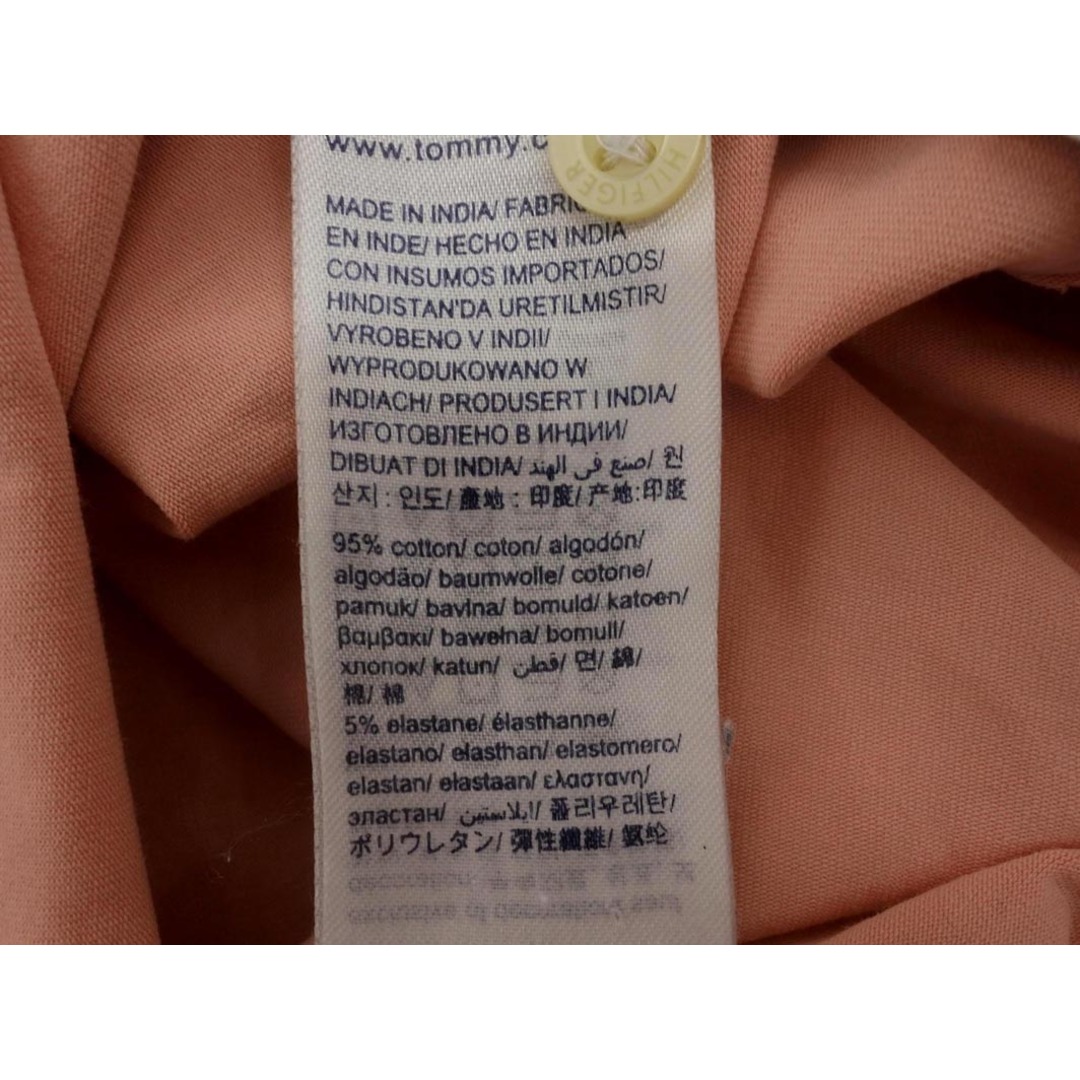 www.tommy.c
HILFIGER
MADE IN INDIA/ FABRIC
EN INDE/ HECHO EN INDIA
CON INSUMOS IMPORTADOS/
HINDISTAN'DA URETILMISTIR/
VYROBENO V INDII/
WYPRODUKOWANO W
INDIACH/ PRODUSERT I INDIA/
ИЗГОТОВЛЕНО В ИНДИИ/
DIBUAT DI INDIA/ صنع في الهند/ 원
산지 : 인도/ 產地 : 印度/ 产地:印度
95% cotton/ coton/ algodón/
algodão/ baumwolle/ cotone/
pamuk/ bavlna/ bomuld/ katoen/
βαμβακι/ bawełna/ bomull/
хлопок/ katun/ قطن/ 면/ 綿/
棉/ 棉
5% elastane/ élasthanne/
elastano/ elasthan/ elastomero/
elastan/ elastaan/ ελαστανη/
эластан/ ايلاستين/ 폴리우레탄/
ポリウレタン/ 彈性纖維/ 氨纶